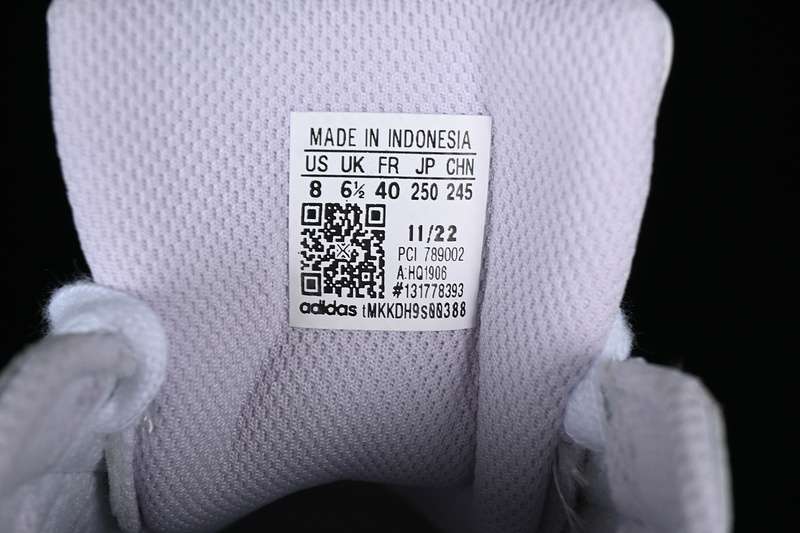 MADE IN INDONESIA
US UK FR JP CHN
8 6½ 40 250 245
11/22
PCI 789002
A:HQ1906
#131778393
adidas tMKKDH9s00388